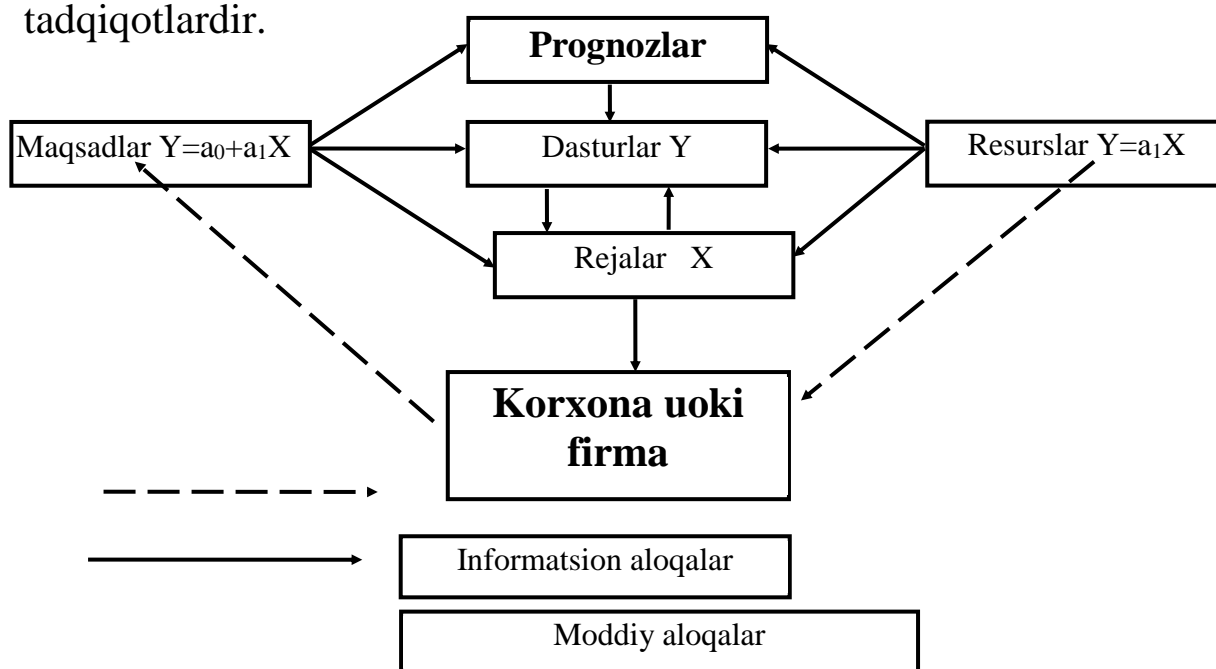 tadqiqotlardir.
Prognozlar
Maqsadlar Y=a₀+a₁X
Dasturlar Y
Resurslar Y=a₁X
Rejalar X
Korxona uoki
firma
Informatsion aloqalar
Moddiy aloqalar